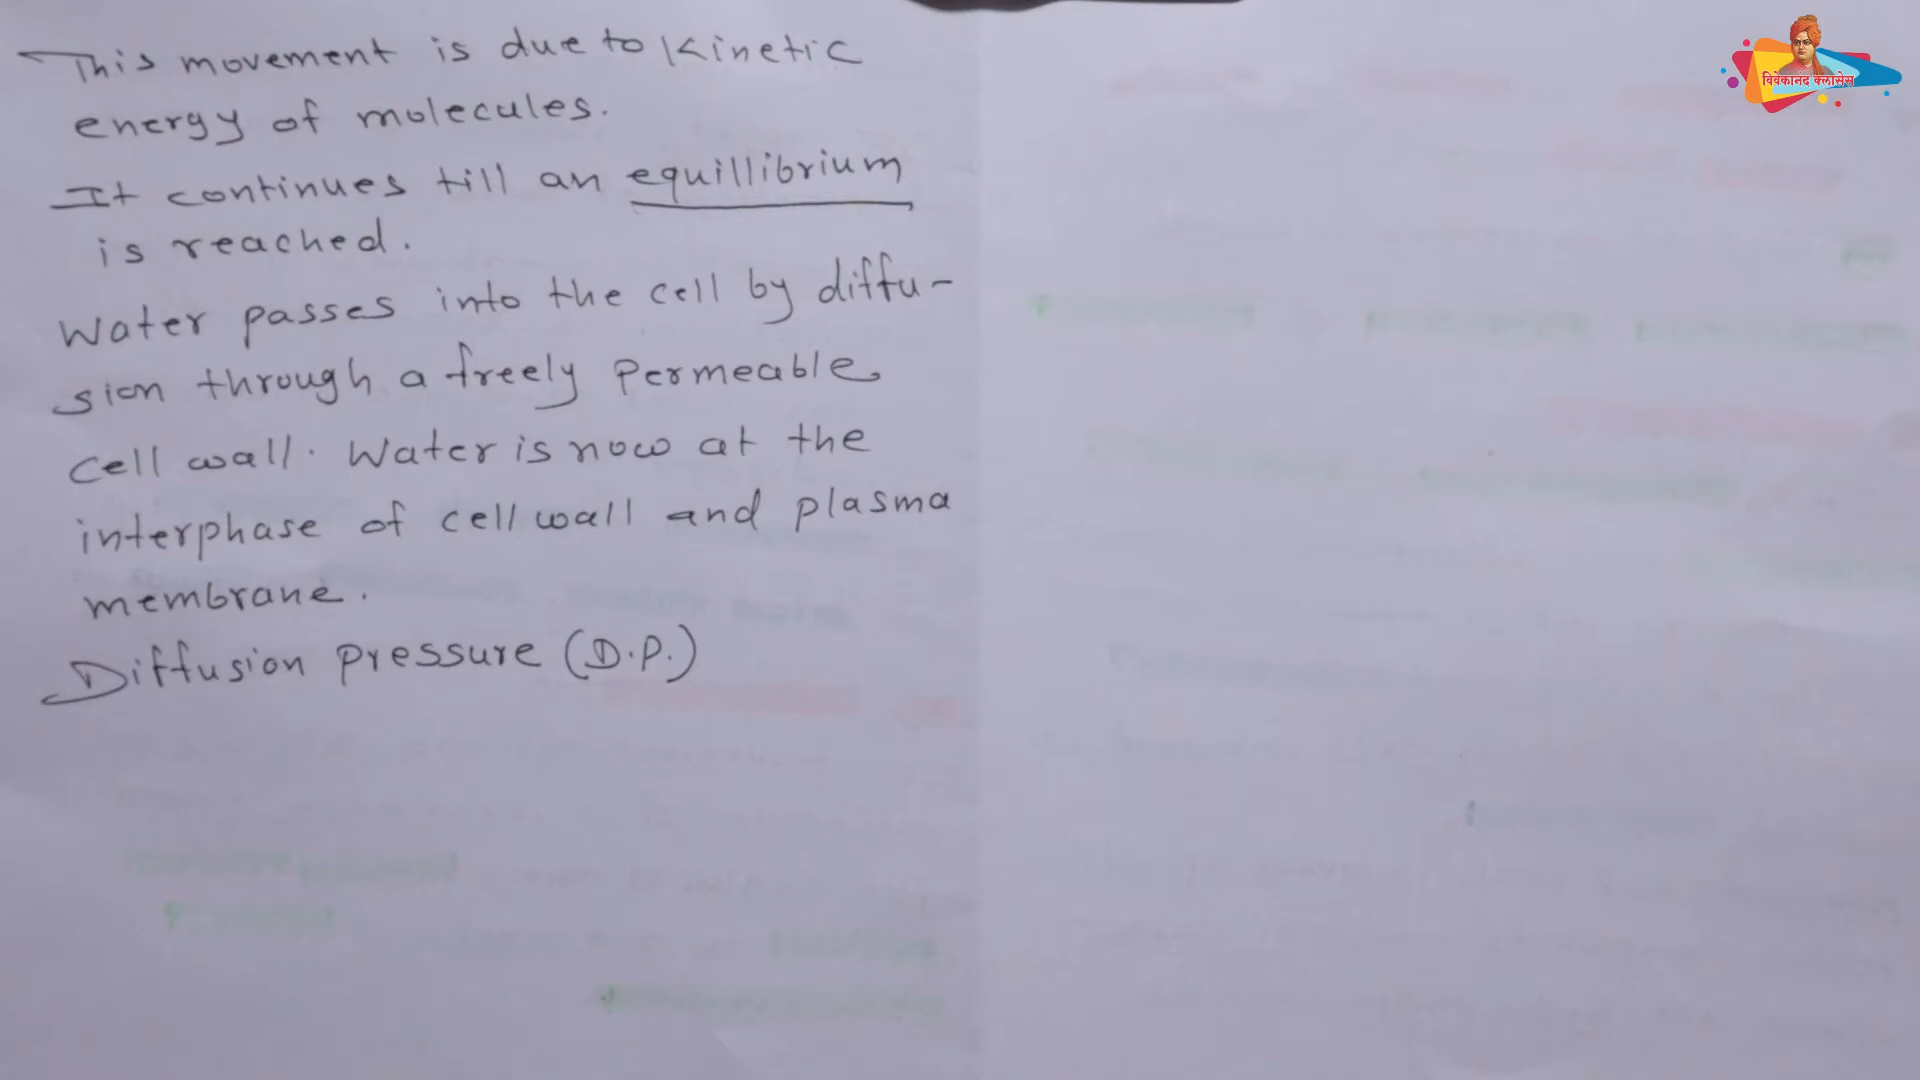 This movement is due to Kinetic
energy of molecules.
It continues till an equillibrium
is reached.
Water passes into the cell by diffu-
sion through a freely permeable
cell wall. Water is now at the
interphase of cell wall and plasma
membrane.
Diffusion pressure (D.P.)
विवेकानंद क्लासेस